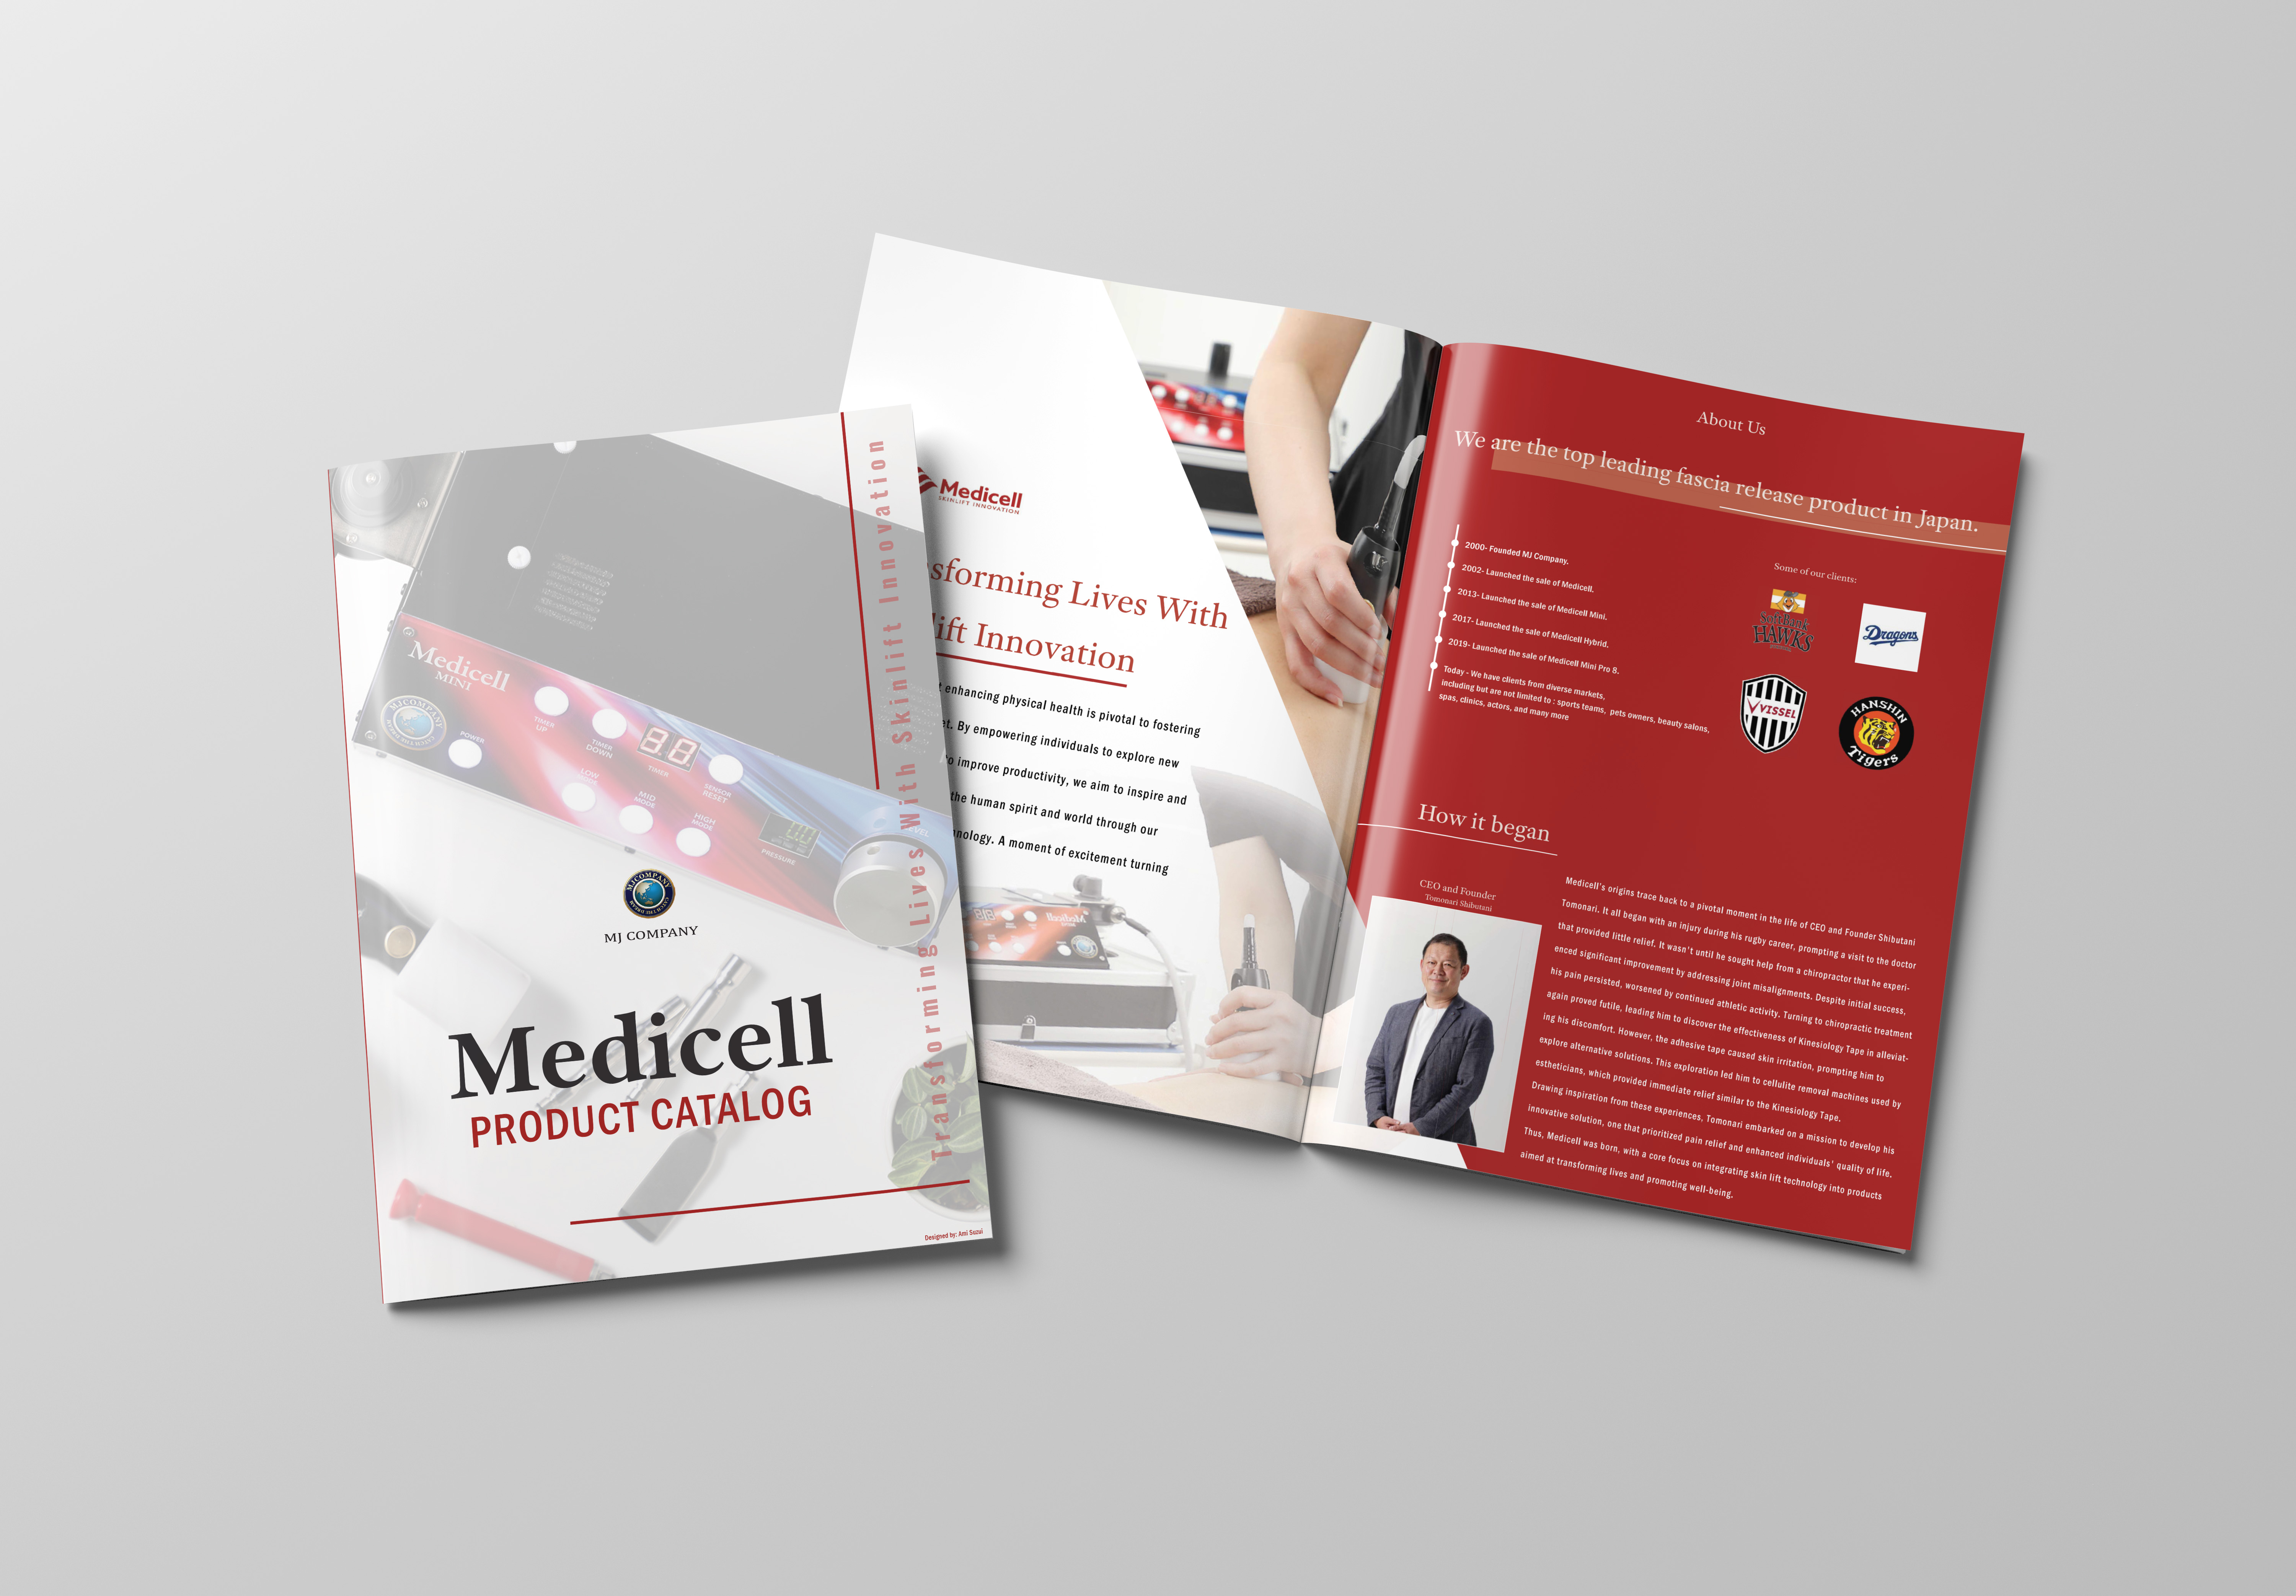 Medicell
MINI
MJCOMPANY
POWER
TIMER
UP
TIMER
DOWN
TIMER
SENSOR
RESET
LOW
MODE
MID
MODE
HIGH
MODE
PRESSURE
LEVEL
MJCOMPANY
MJ COMPANY
Medicell
PRODUCT CATALOG
Transforming Lives With Skinlift Innovation
Designed by: Ami Suzui
Medicell
SKINLIFT INNOVATION
sforming Lives With
lift Innovation
enhancing physical health is pivotal to fostering
et. By empowering individuals to explore new
to improve productivity, we aim to inspire and
the human spirit and world through our
nology. A moment of excitement turning
About Us
We are the top leading fascia release product in Japan.
2000- Founded MJ Company.
2002- Launched the sale of Medicell.
2013- Launched the sale of Medicell Mini.
2017- Launched the sale of Medicell Hybrid.
2019- Launched the sale of Medicell Mini Pro 8.
Today - We have clients from diverse markets,
including but are not limited to : sports teams, pets owners, beauty salons,
spas, clinics, actors, and many more
Some of our clients:
SoftBank
HAWKS
Dragons
VISSEL
HANSHIN
Tigers
How it began
CEO and Founder
Tomonari Shibutani
Medicell's origins trace back to a pivotal moment in the life of CEO and Founder Shibutani
Tomonari. It all began with an injury during his rugby career, prompting a visit to the doctor
that provided little relief. It wasn't until he sought help from a chiropractor that he experi-
enced significant improvement by addressing joint misalignments. Despite initial success,
his pain persisted, worsened by continued athletic activity. Turning to chiropractic treatment
again proved futile, leading him to discover the effectiveness of Kinesiology Tape in alleviat-
ing his discomfort. However, the adhesive tape caused skin irritation, prompting him to
explore alternative solutions. This exploration led him to cellulite removal machines used by
estheticians, which provided immediate relief similar to the Kinesiology Tape.
Drawing inspiration from these experiences, Tomonari embarked on a mission to develop his
innovative solution, one that prioritized pain relief and enhanced individuals' quality of life.
Thus, Medicell was born, with a core focus on integrating skin lift technology into products
aimed at transforming lives and promoting well-being.